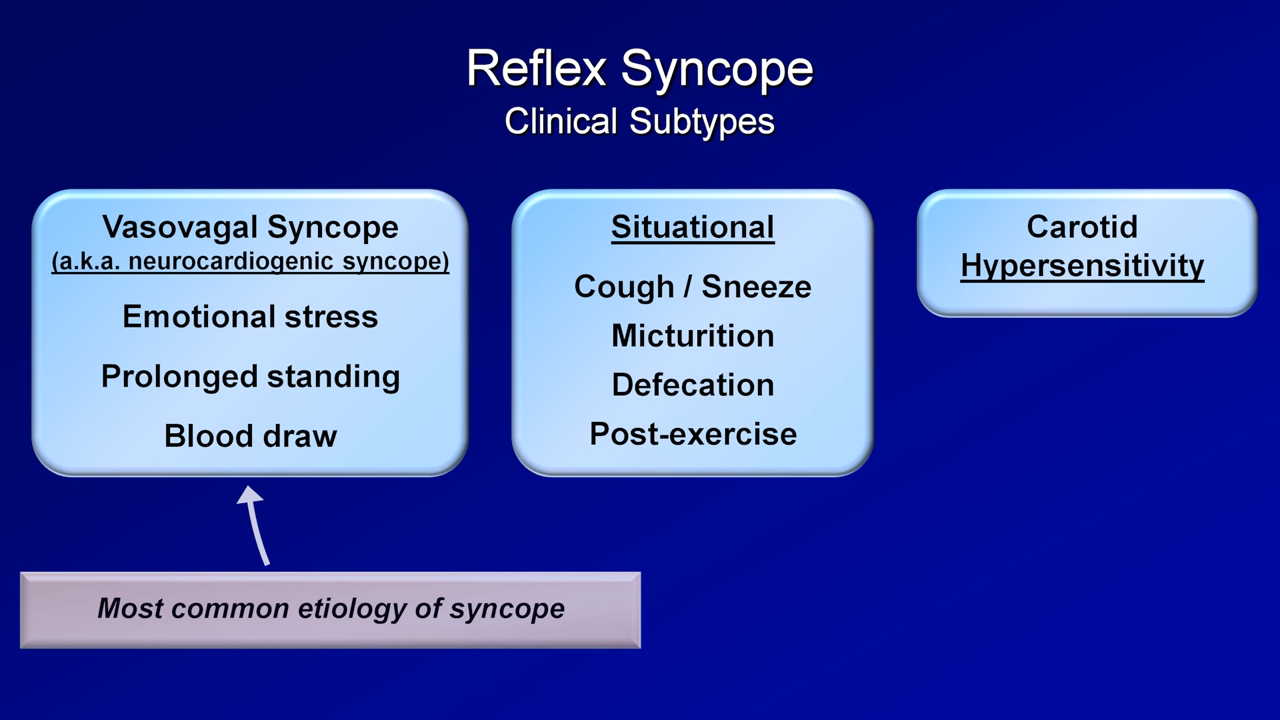 Reflex Syncope
Clinical Subtypes
Vasovagal Syncope
(a.k.a. neurocardiogenic syncope)
Emotional stress
Prolonged standing
Blood draw
Situational
Cough / Sneeze
Micturition
Defecation
Post-exercise
Carotid
Hypersensitivity
Most common etiology of syncope